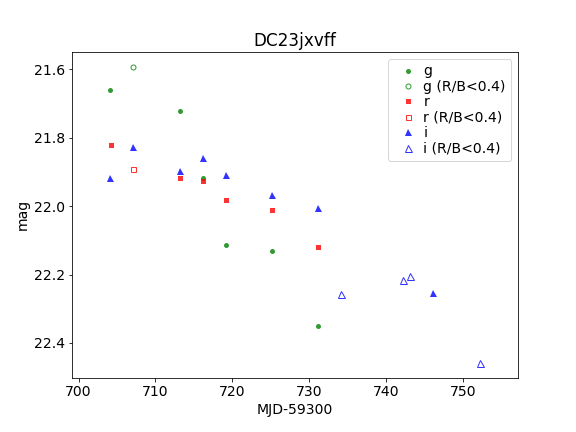 DC23jxvff
g
g (R/B<0.4)
r
r (R/B<0.4)
i
i (R/B<0.4)
21.6
21.8
22.0
22.2
22.4
mag
700
710
720
730
740
750
MJD-59300